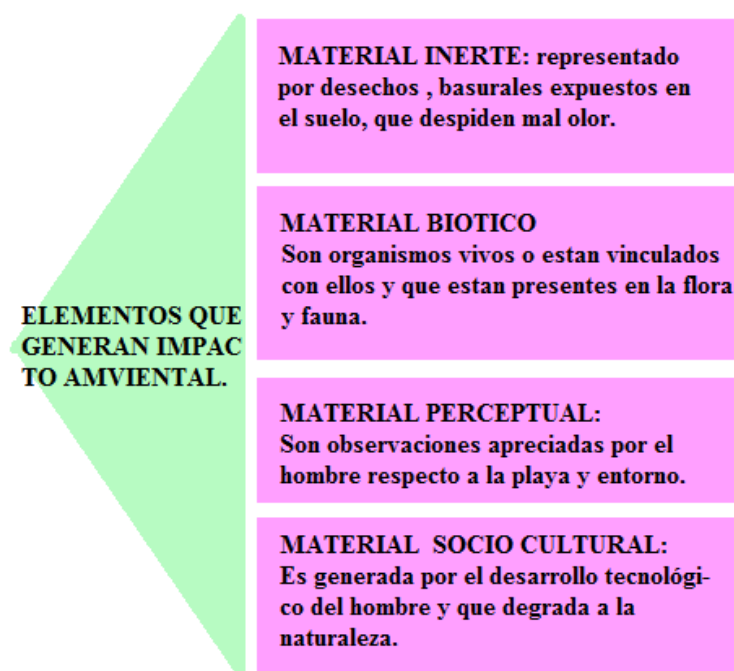 MATERIAL INERTE: representado
por desechos , basurales expuestos en
el suelo, que despiden mal olor.
MATERIAL BIOTICO
Son organismos vivos o estan vinculados
con ellos y que estan presentes en la flora
y fauna.
ELEMENTOS QUE
GENERAN IMPAC
TO AMVIENTAL.
MATERIAL PERCEPTUAL:
Son observaciones apreciadas por el
hombre respecto a la playa y entorno.
MATERIAL SOCIO CULTURAL:
Es generada por el desarrollo tecnológi-
co del hombre y que degrada a la
naturaleza.